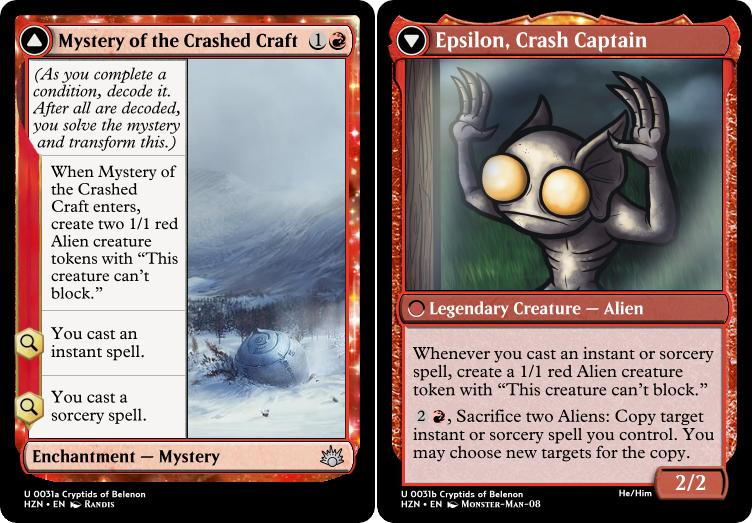 Mystery of the Crashed Craft 1
(As you complete a
condition, decode it.
After all are decoded,
you solve the mystery
and transform this.)
When Mystery of
the Crashed
Craft enters,
create two 1/1 red
Alien creature
tokens with “This
creature can’t
block.”
You cast an
instant spell.
You cast a
sorcery spell.
Enchantment — Mystery
U 0031a Cryptids of Belenon
HZN • EN Randis
Epsilon, Crash Captain
Legendary Creature — Alien
Whenever you cast an instant or sorcery
spell, create a 1/1 red Alien creature
token with “This creature can’t block.”
2 , Sacrifice two Aliens: Copy target
instant or sorcery spell you control. You
may choose new targets for the copy.
2/2
U 0031b Cryptids of Belenon He/Him
HZN • EN Monster-Man-08